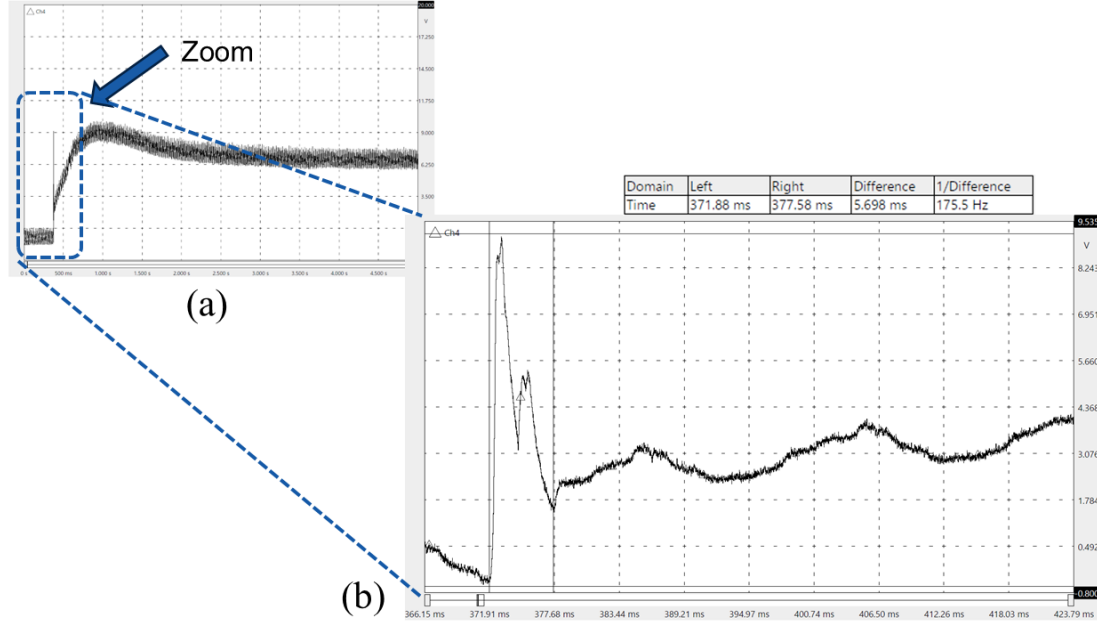 Ch4
20.000
V
17.250
14.500
11.750
9.000
6.250
3.500
0 s 500 ms 1.000 s 1.500 s 2.000 s 2.500 s 3.000 s 3.500 s 4.000 s 4.500 s
Zoom
(a)
Domain Left Right Difference 1/Difference
Time 371.88 ms 377.58 ms 5.698 ms 175.5 Hz
Ch4
9.535
V
8.243
6.951
5.660
4.368
3.076
1.784
0.492
0.800
366.15 ms 371.91 ms 377.68 ms 383.44 ms 389.21 ms 394.97 ms 400.74 ms 406.50 ms 412.26 ms 418.03 ms 423.79 ms
(b)